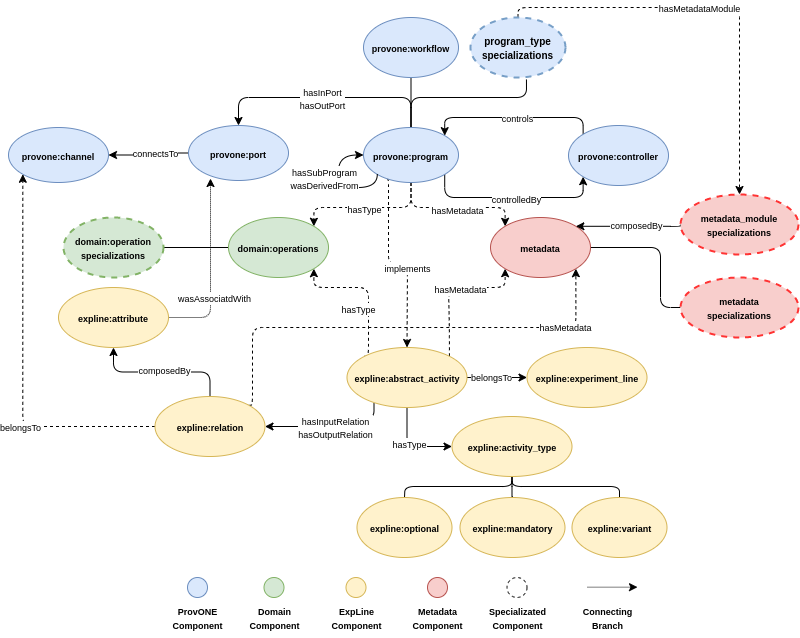 hasMetadataModule
program_type
specializations
provone:workflow
hasInPort
hasOutPort
controls
provone:channel
connectsTo
provone:port
provone:program
provone:controller
hasSubProgram
wasDerivedFrom
controlledBy
hasType
hasMetadata
metadata_module
specializations
composedBy
domain:operation
specializations
domain:operations
metadata
implements
hasMetadata
wasAssociatdWith
metadata
specializations
hasType
expline:attribute
hasMetadata
composedBy
expline:abstract_activity
belongsTo
expline:experiment_line
belongsTo
expline:relation
hasInputRelation
hasOutputRelation
hasType
expline:activity_type
expline:optional
expline:mandatory
expline:variant
ProvONE
Component
Domain
Component
ExpLine
Component
Metadata
Component
Specializated
Component
Connecting
Branch